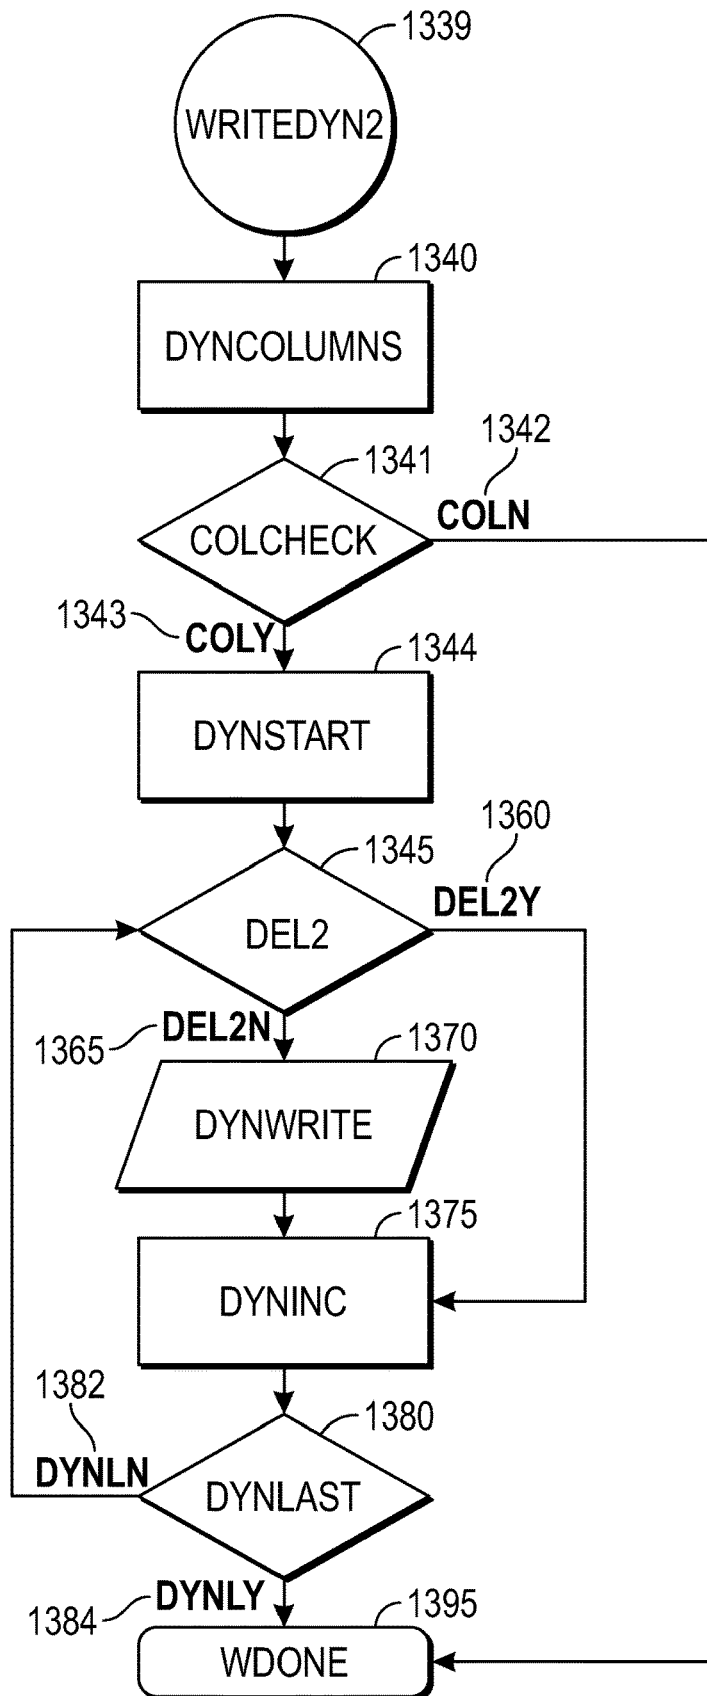 1339
WRITEDYN2
1340
DYNCOLUMNS
1342
1341
COLN
COLCHECK
1343
COLY
1344
DYNSTART
1360
1345
DEL2Y
DEL2
DEL2N
1365
1370
DYNWRITE
1375
DYNINC
1382
1380
DYNLN
DYNLAST
DYNLY
1384
1395
WDONE